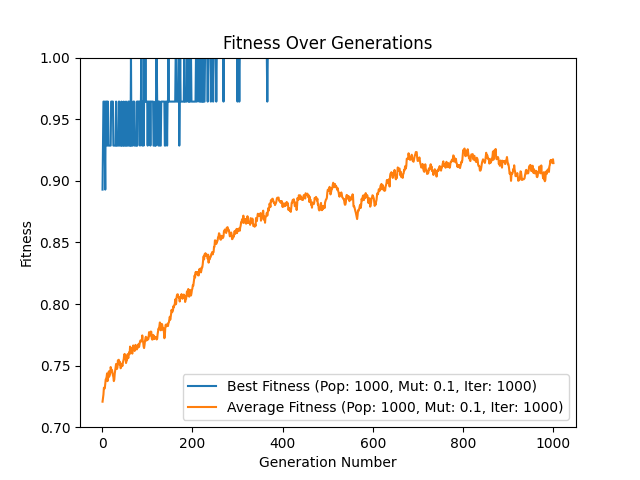 Fitness Over Generations
1.00
0.95
0.90
0.85
0.80
0.75
0.70
Fitness
0
200
400
600
800
1000
Generation Number
Best Fitness (Pop: 1000, Mut: 0.1, Iter: 1000)
Average Fitness (Pop: 1000, Mut: 0.1, Iter: 1000)